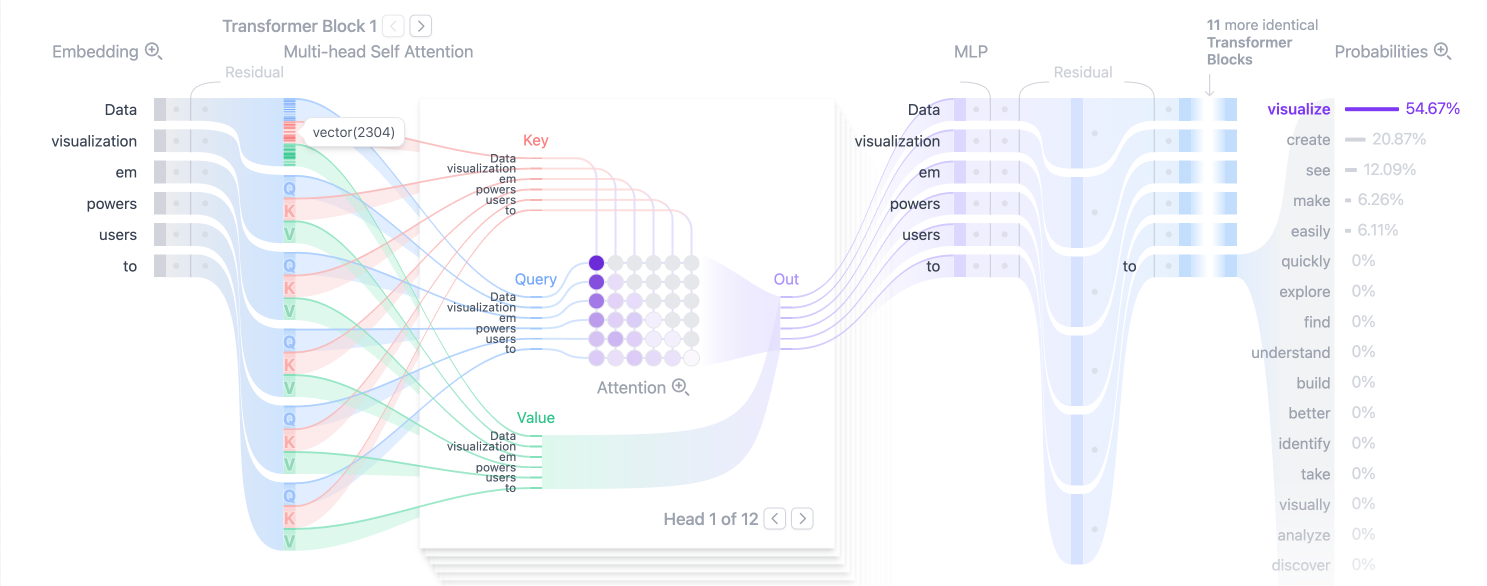 Transformer Block 1
Embedding
Multi-head Self Attention
Residual
Data
visualization
em
powers
users
to
vector(2304)
Q
K
V
Q
K
V
Q
K
V
Q
K
V
Q
K
V
Key
Data
visualization
em
powers
users
to
Query
Data
visualization
em
powers
users
to
Attention
Value
Data
visualization
em
powers
users
to
Out
Head 1 of 12
MLP
Residual
Data
visualization
em
powers
users
to
to
11 more identical
Transformer
Blocks
Probabilities
visualize 54.67%
create 20.87%
see 12.09%
make 6.26%
easily 6.11%
quickly 0%
explore 0%
find 0%
understand 0%
build 0%
better 0%
identify 0%
take 0%
visually 0%
analyze 0%
discover 0%